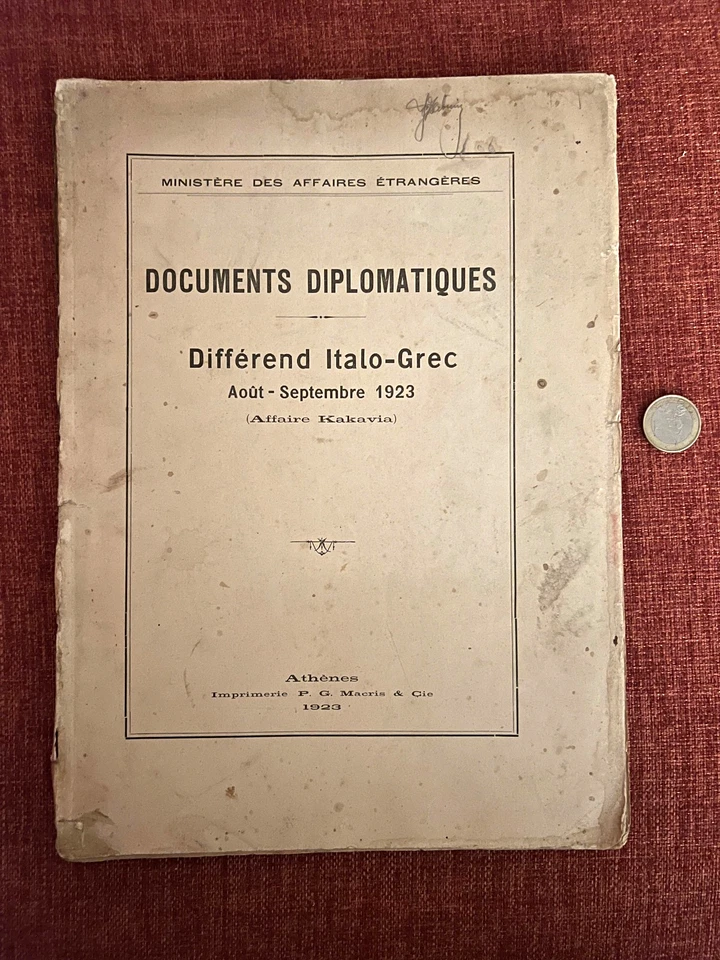 MINISTÈRE DES AFFAIRES ÉTRANGÈRES
DOCUMENTS DIPLOMATIQUES
Différend Italo-Grec
Août - Septembre 1923
(Affaire Kakavia)
Athènes
Imprimerie P. G. Macris & Cie
1923